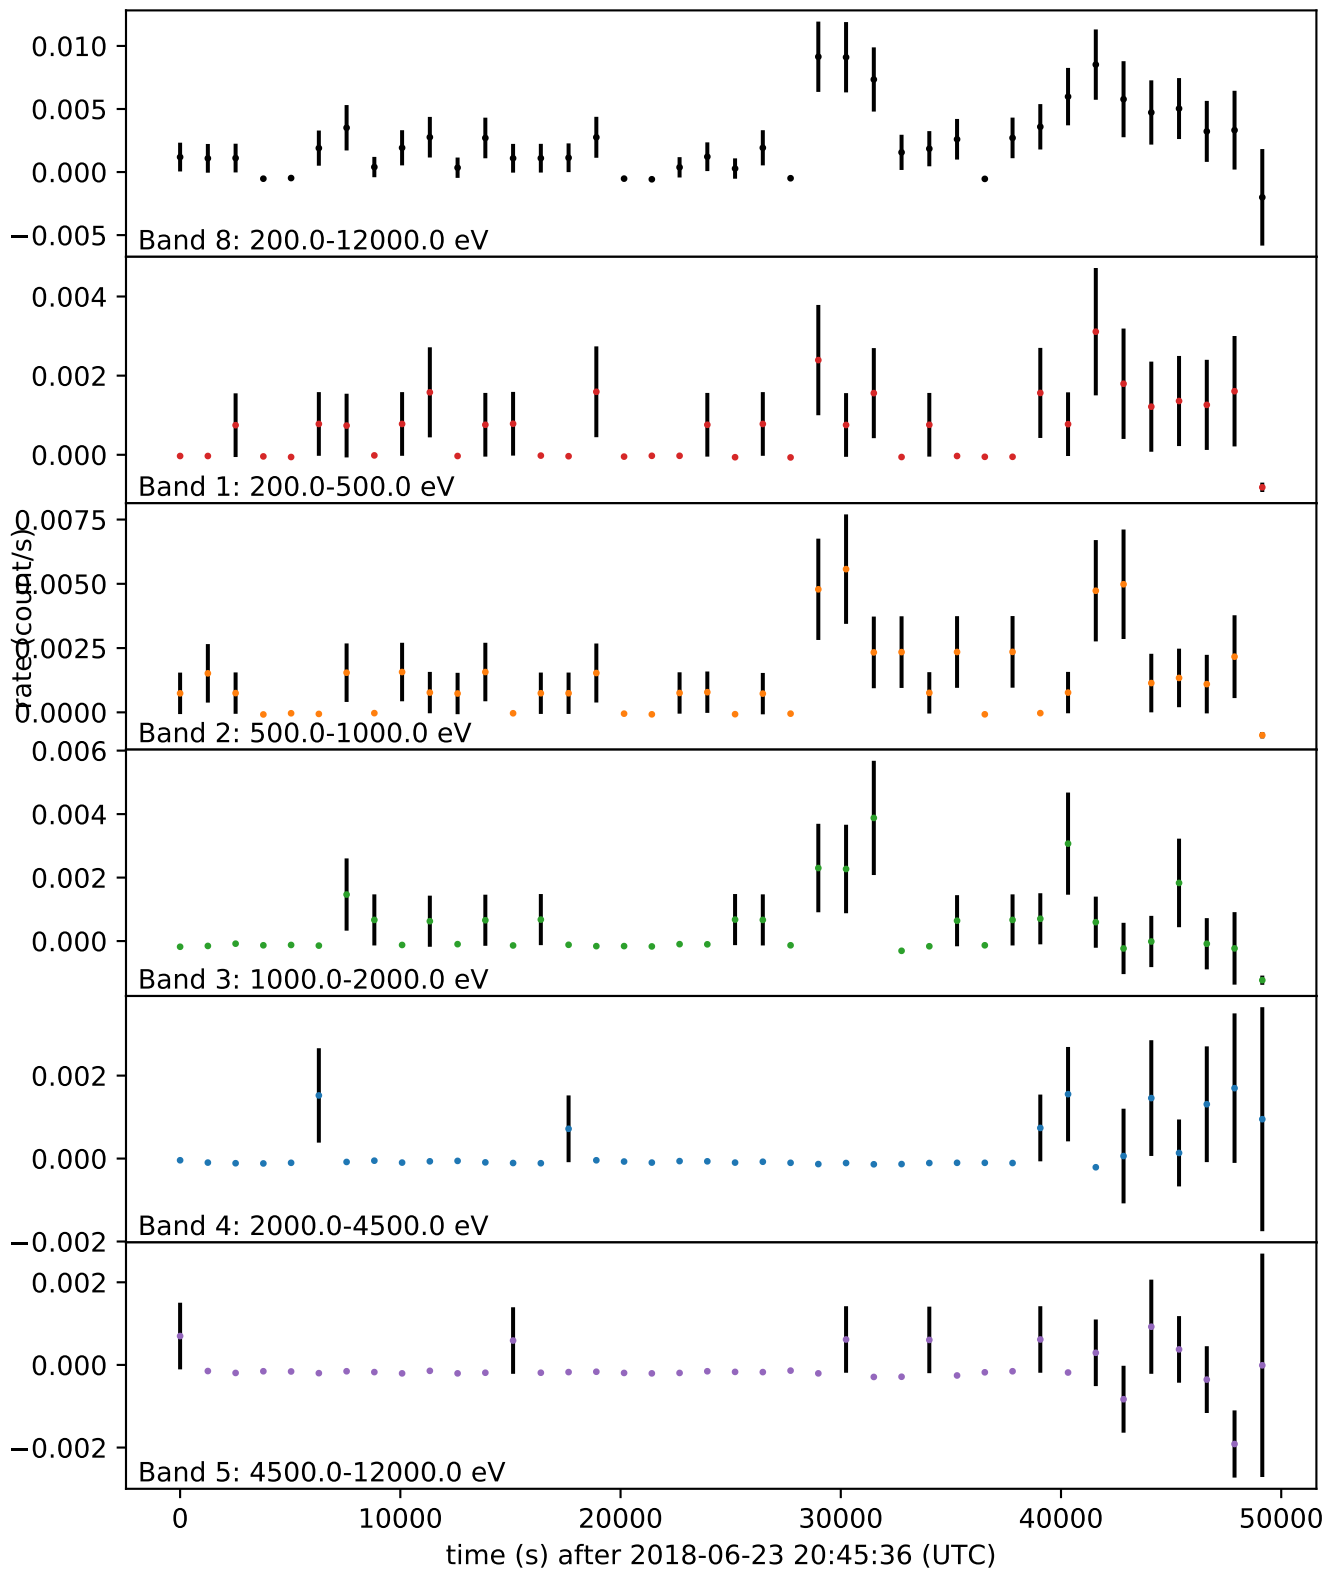 0.010
0.005
0.000
−0.005
Band 8: 200.0-12000.0 eV
0.004
0.002
0.000
Band 1: 200.0-500.0 eV
rate (count/s)
0.0075
0.0050
0.0025
0.0000
Band 2: 500.0-1000.0 eV
0.006
0.004
0.002
0.000
Band 3: 1000.0-2000.0 eV
0.002
0.000
−0.002
Band 4: 2000.0-4500.0 eV
0.002
0.000
−0.002
Band 5: 4500.0-12000.0 eV
0 10000 20000 30000 40000 50000
time (s) after 2018-06-23 20:45:36 (UTC)